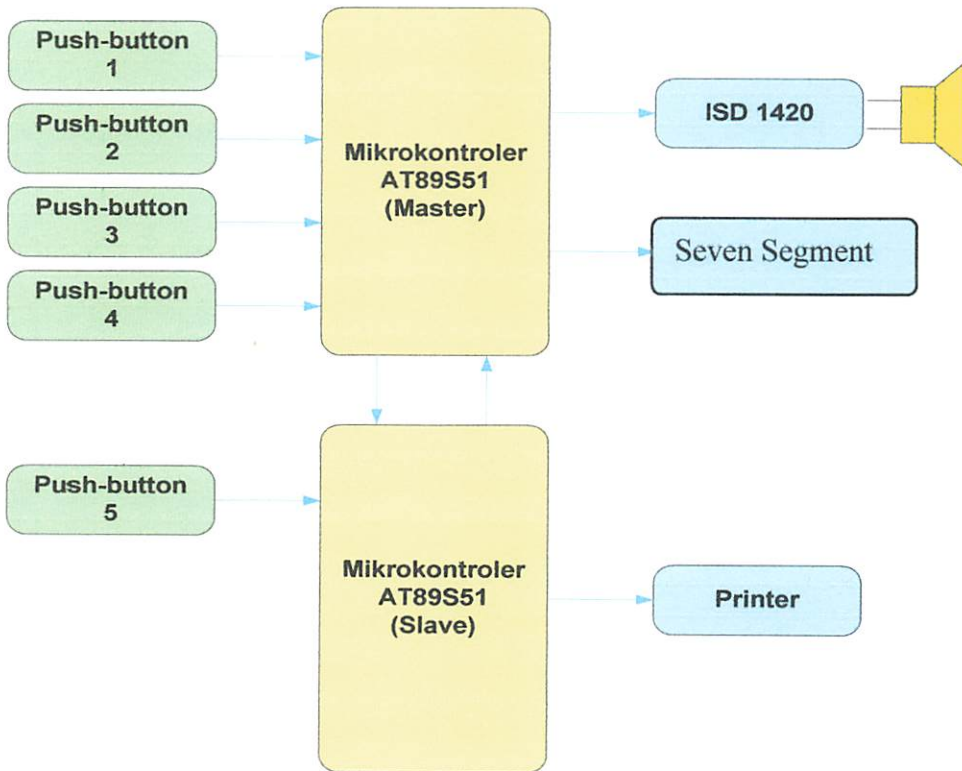 Push-button
1
Push-button
2
Push-button
3
Push-button
4
Mikrokontroler
AT89S51
(Master)
ISD 1420
Seven Segment
Push-button
5
Mikrokontroler
AT89S51
(Slave)
Printer